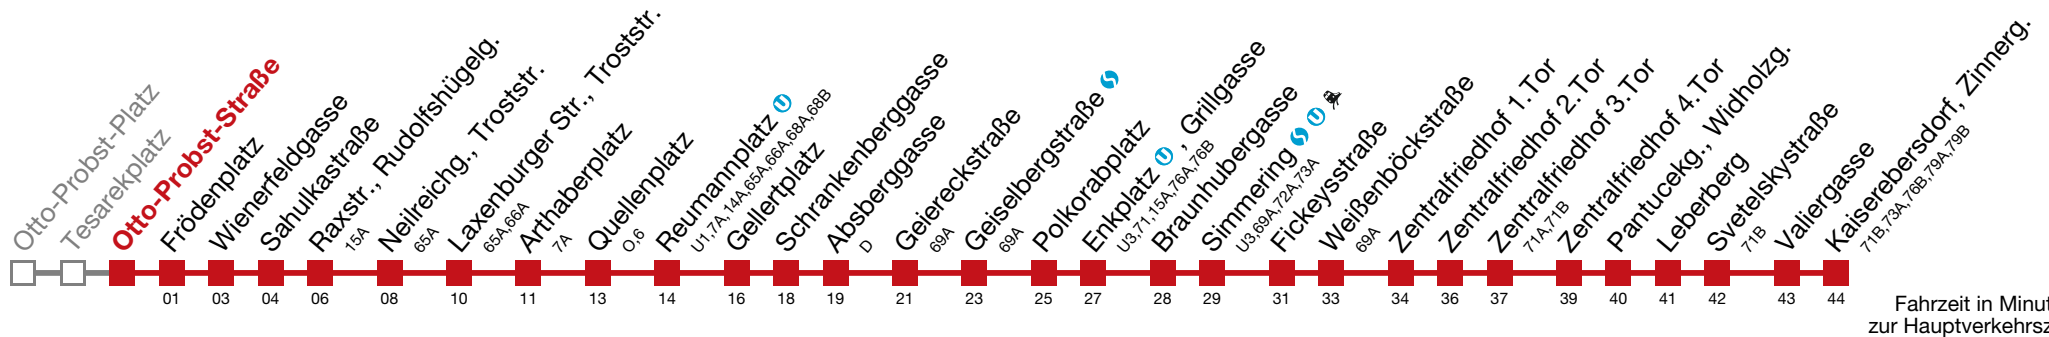 Otto-Probst-Platz
Tesarekplatz
Otto-Probst-Straße
Frödenplatz
01
Wienerfeldgasse
03
Sahulkastraße
04
Raxstr., Rudolfshügelg.
15A
06
Neilreichg., Troststr.
65A
08
Laxenburger Str., Troststr.
65A,66A
10
Arthaberplatz
7A
11
Quellenplatz
O,6
13
Reumannplatz U
U1,7A,14A,65A,66A,68A,68B
14
Gellertplatz
16
Schrankenberggasse
18
Absberggasse
D
19
Geiereckstraße
69A
21
Geiselbergstraße S
69A
23
Polkorabplatz
25
Enkplatz U, Grillgasse
U3,71,15A,76A,76B
27
Braunhubergasse
28
Simmering S U
U3,69A,72A,73A
29
Fickeysstraße
31
Weißenböckstraße
69A
33
Zentralfriedhof 1.Tor
34
Zentralfriedhof 2.Tor
36
Zentralfriedhof 3.Tor
71A,71B
37
Zentralfriedhof 4.Tor
39
Pantucekg., Widholzg.
40
Leberberg
41
Svetelskystraße
71B
42
Valiergasse
43
Kaiserebersdorf, Zinnerg.
71B,73A,76B,79A,79B
44
Fahrzeit in Minut
zur Hauptverkehrsz